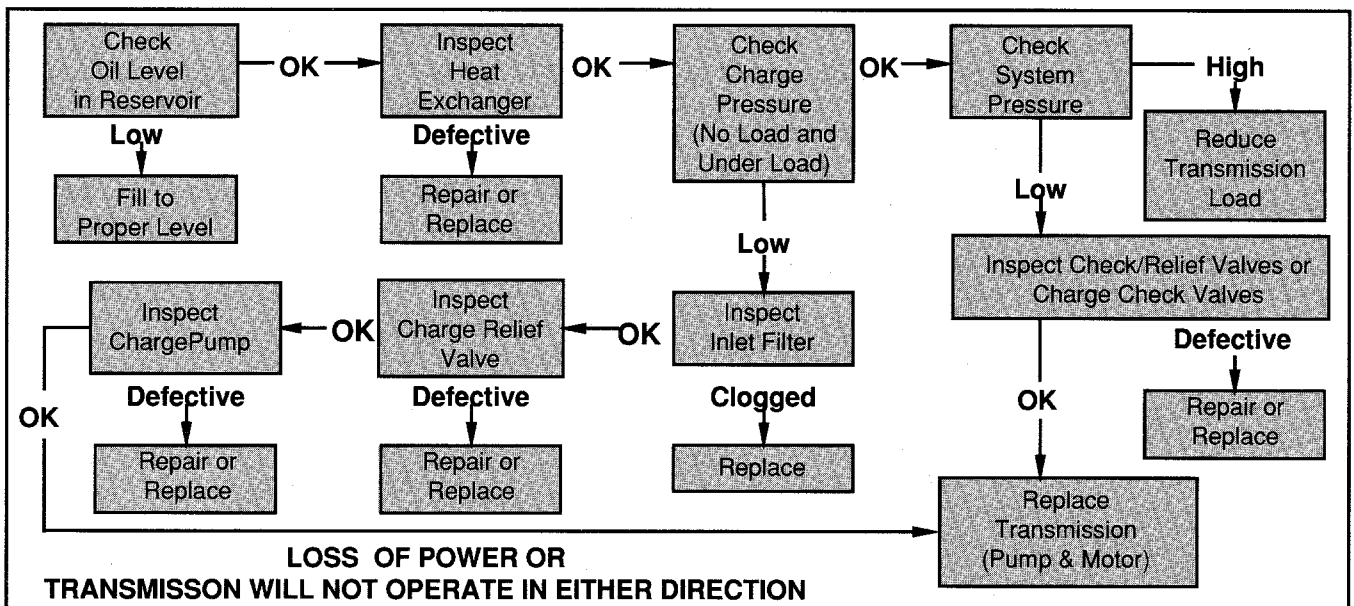 Check
Oil Level
in Reservoir
OK
Inspect
Heat
Exchanger
OK
Check
Charge
Pressure
(No Load and
Under Load)
OK
Check
System
Pressure
High
Reduce
Transmission
Load
Low
Fill to
Proper Level
Defective
Repair or
Replace
Low
Low
Inspect Check/Relief Valves or
Charge Check Valves
Inspect
ChargePump
OK
Inspect
Charge Relief
Valve
OK
Inspect
Inlet Filter
Defective
Repair or
Replace
OK
Defective
Repair or
Replace
Defective
Repair or
Replace
Clogged
Replace
OK
Replace
Transmission
(Pump & Motor)
LOSS OF POWER OR
TRANSMISSON WILL NOT OPERATE IN EITHER DIRECTION